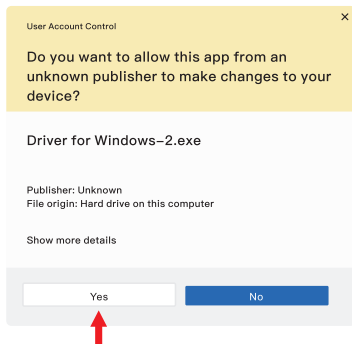 User Account Control
Do you want to allow this app from an
unknown publisher to make changes to your
device?
Driver for Windows-2.exe
Publisher: Unknown
File origin: Hard drive on this computer
Show more details
Yes
No